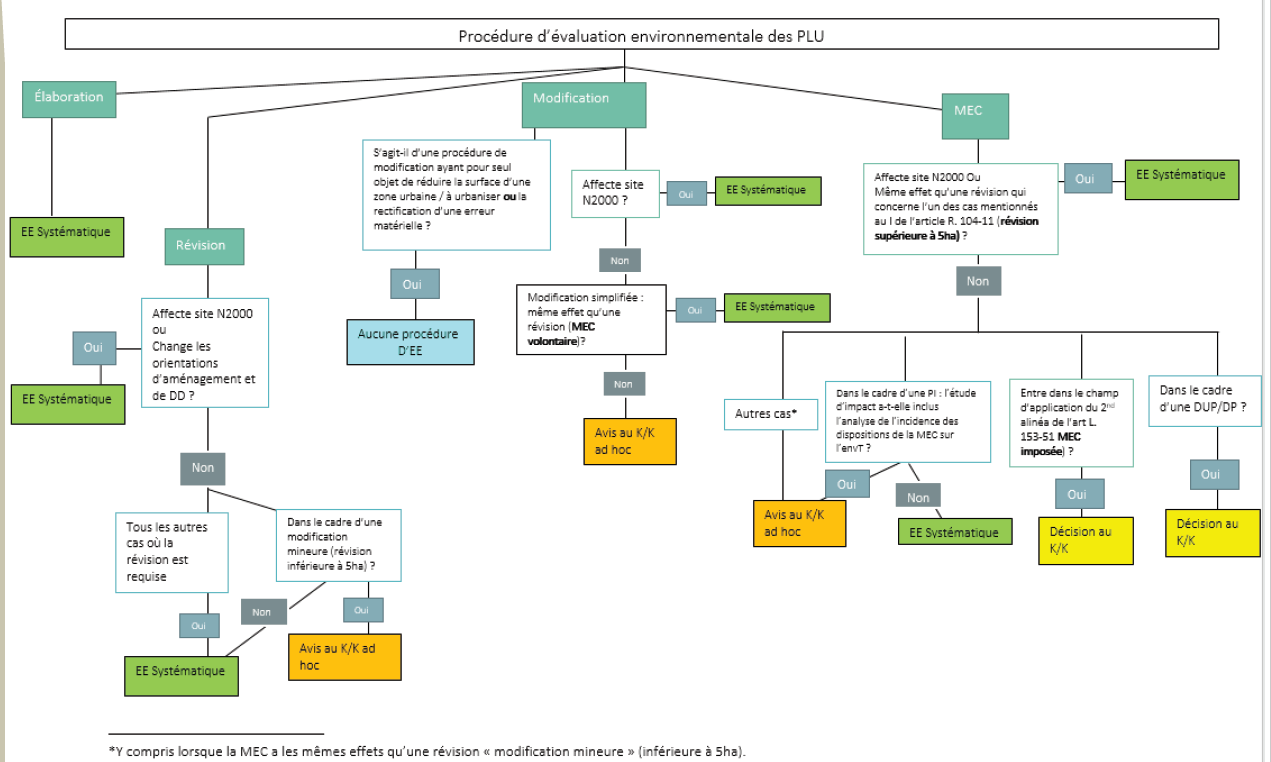 Procédure d'évaluation environnementale des PLU
Élaboration
EE Systématique
Révision
Affecte site N2000
ou
Change les
orientations
d'aménagement et
de DD ?
Oui
EE Systématique
Non
Tous les autres
cas où la
révision est
requise
Oui
EE Systématique
Dans le cadre d'une
modification
mineure (révision
inférieure à 5ha) ?
Non
Oui
Avis au K/K ad
hoc
Modification
S'agit-il d'une procédure de
modification ayant pour seul
objet de réduire la surface d'une
zone urbaine / à urbaniser ou la
rectification d'une erreur
matérielle ?
Oui
Aucune procédure
D'EE
Affecte site
N2000 ?
Oui
EE Systématique
Non
Modification simplifiée :
même effet qu'une
révision (MEC
volontaire)?
Oui
EE Systématique
Non
Avis au K/K
ad hoc
MEC
Affecte site N2000 Ou
Même effet qu'une révision qui
concerne l'un des cas mentionnés
au I de l'article R. 104-11 (révision
supérieure à 5ha) ?
Oui
EE Systématique
Non
Autres cas*
Avis au K/K
ad hoc
Dans le cadre d'une PI : l'étude
d'impact a-t-elle inclus
l'analyse de l'incidence des
dispositions de la MEC sur
l'envT ?
Oui
Non
EE Systématique
Entre dans le champ
d'application du 2nd
alinéa de l'art L.
153-51 MEC
imposée) ?
Oui
Décision au
K/K
Dans le cadre
d'une DUP/DP ?
Oui
Décision au
K/K
*Y compris lorsque la MEC a les mêmes effets qu'une révision « modification mineure » (inférieure à 5ha).